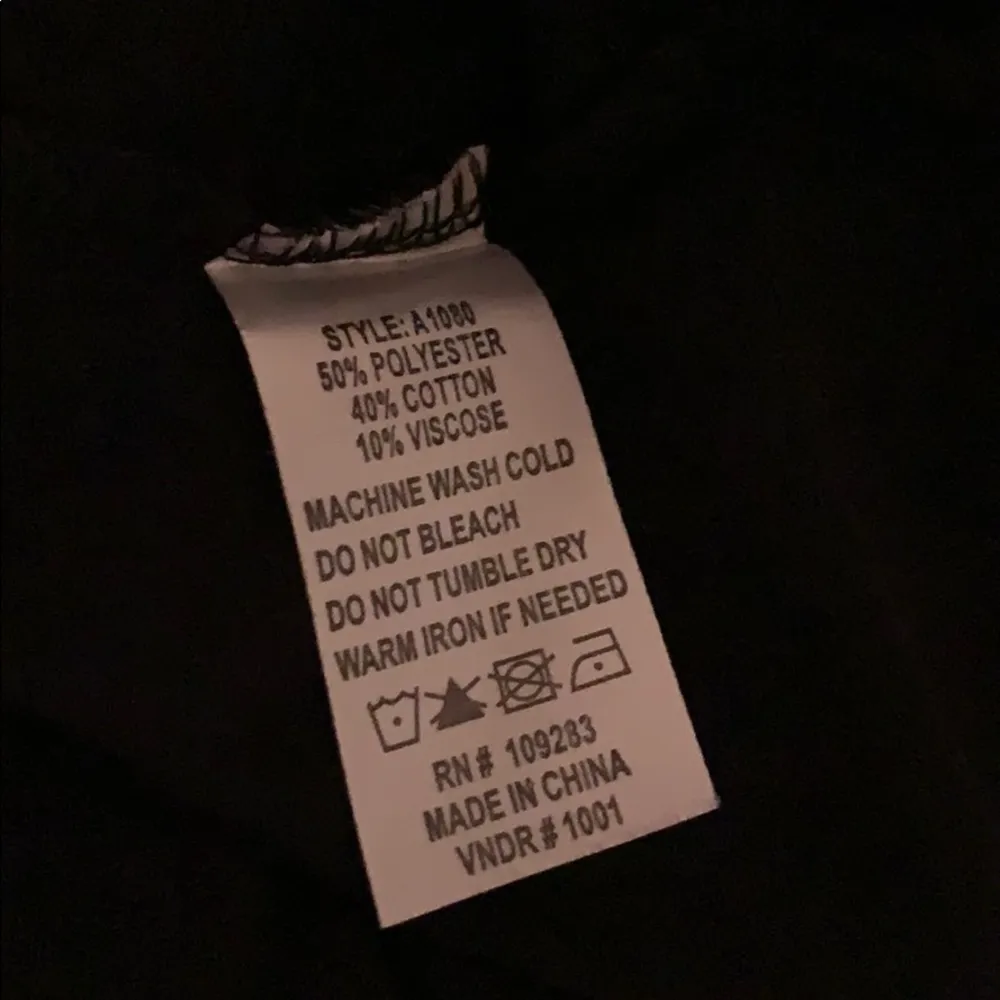 STYLE: A1080
50% POLYESTER
40% COTTON
10% VISCOSE
MACHINE WASH COLD
DO NOT BLEACH
DO NOT TUMBLE DRY
WARM IRON IF NEEDED
RN # 109283
MADE IN CHINA
VNDR # 1001